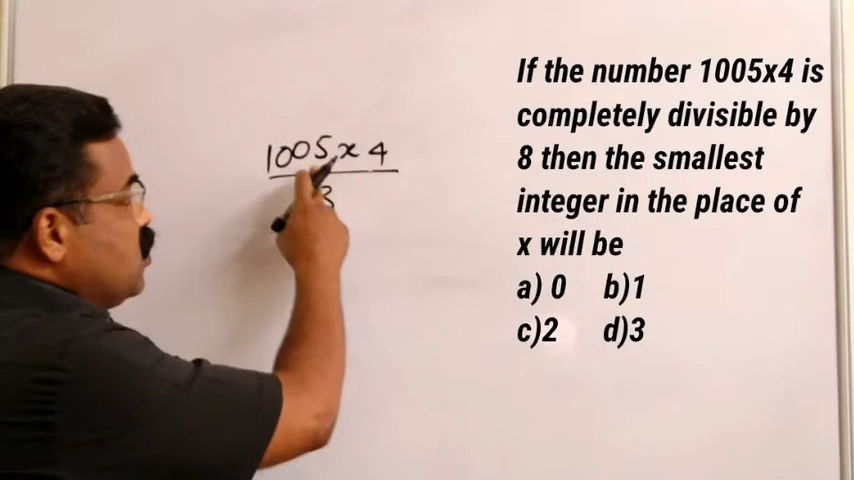 1005x4
If the number 1005x4 is
completely divisible by
8 then the smallest
integer in the place of
x will be
a) 0 b)1
c)2 d)3